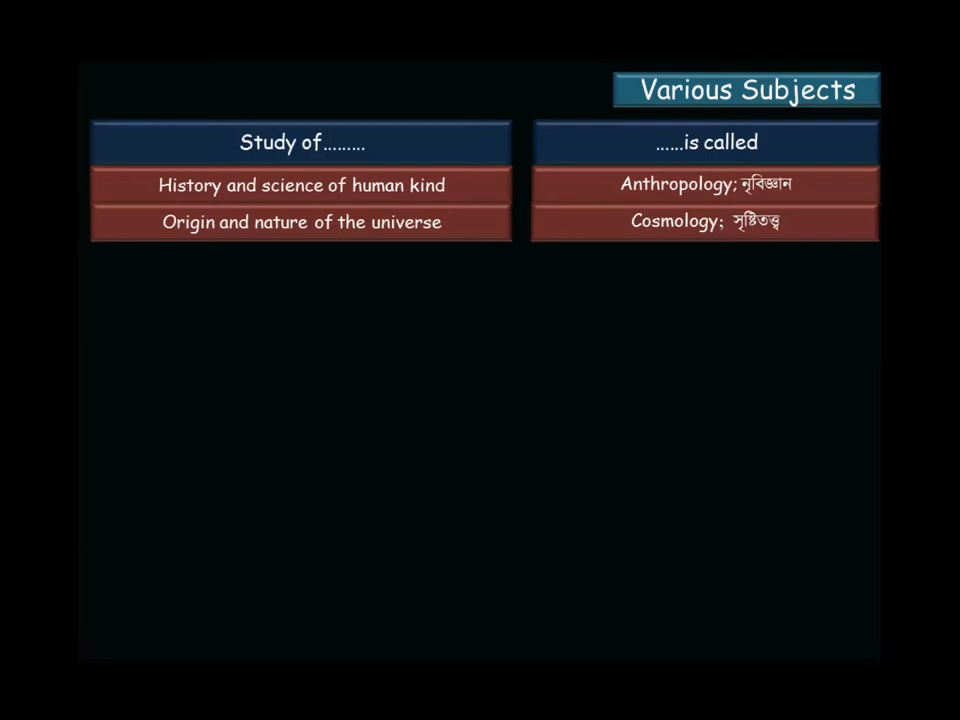 Various Subjects
Study of......... ......is called
History and science of human kind Anthropology; নৃবিজ্ঞান
Origin and nature of the universe Cosmology; সৃষ্টিতত্ত্ব